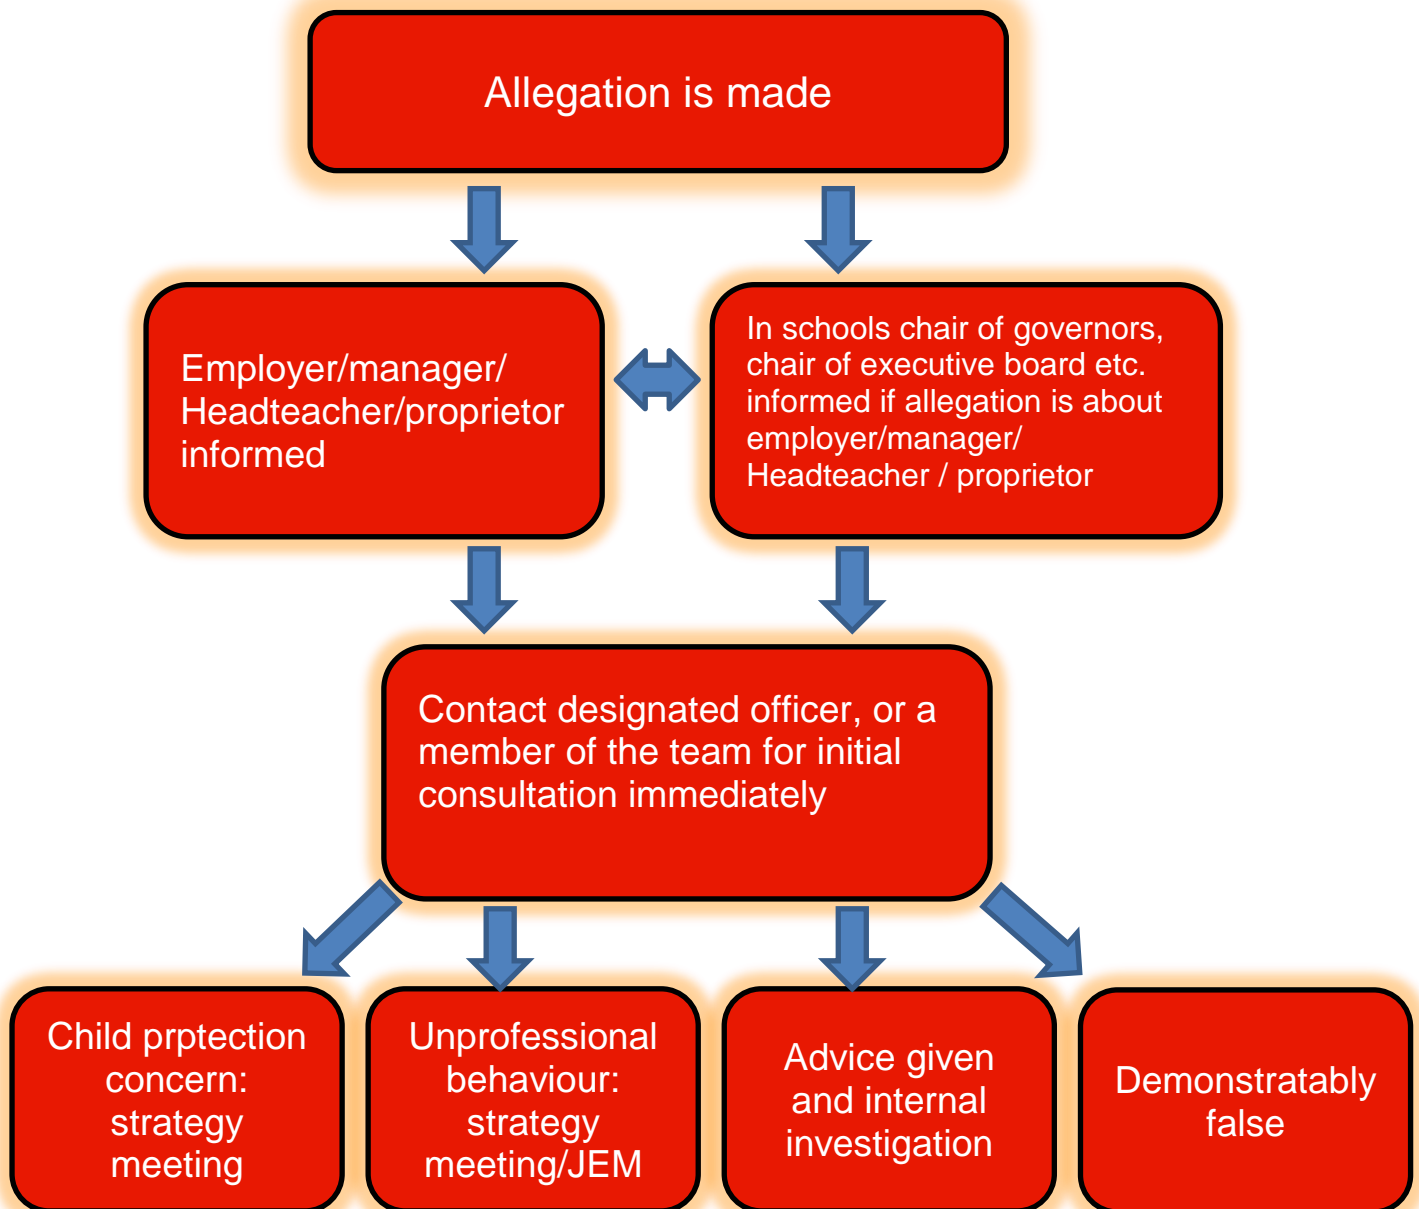 Allegation is made
Employer/manager/
Headteacher/proprietor
informed
In schools chair of governors,
chair of executive board etc.
informed if allegation is about
employer/manager/
Headteacher / proprietor
Contact designated officer, or a
member of the team for initial
consultation immediately
Child prptection
concern:
strategy
meeting
Unprofessional
behaviour:
strategy
meeting/JEM
Advice given
and internal
investigation
Demonstratably
false